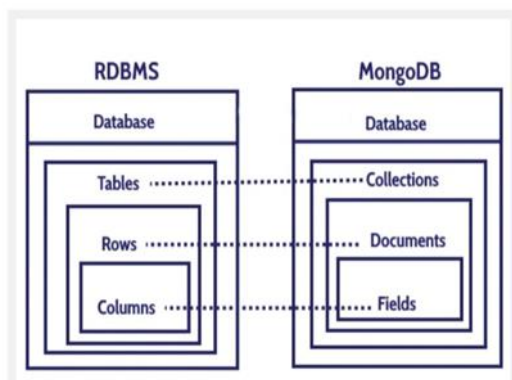 RDBMS
MongoDB
Database
Database
Tables
Collections
Rows
Documents
Columns
Fields